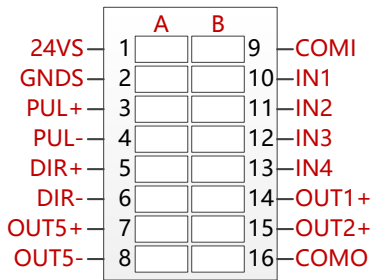 A B
24VS 1 9 COMI
GNDS 2 10 IN1
PUL+ 3 11 IN2
PUL- 4 12 IN3
DIR+ 5 13 IN4
DIR- 6 14 OUT1+
OUT5+ 7 15 OUT2+
OUT5- 8 16 COMO